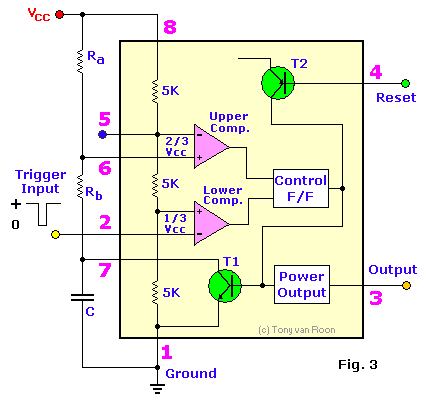 Vcc
8
Ra
5K
T2
4
Reset
5
Upper
Comp.
2/3
Vcc
6
Trigger
Input
+
0
Rb
5K
Lower
Comp.
Control
F/F
1/3
Vcc
2
7
T1
5K
Power
Output
Output
3
C
(c) Tony van Roon
1
Ground
Fig. 3